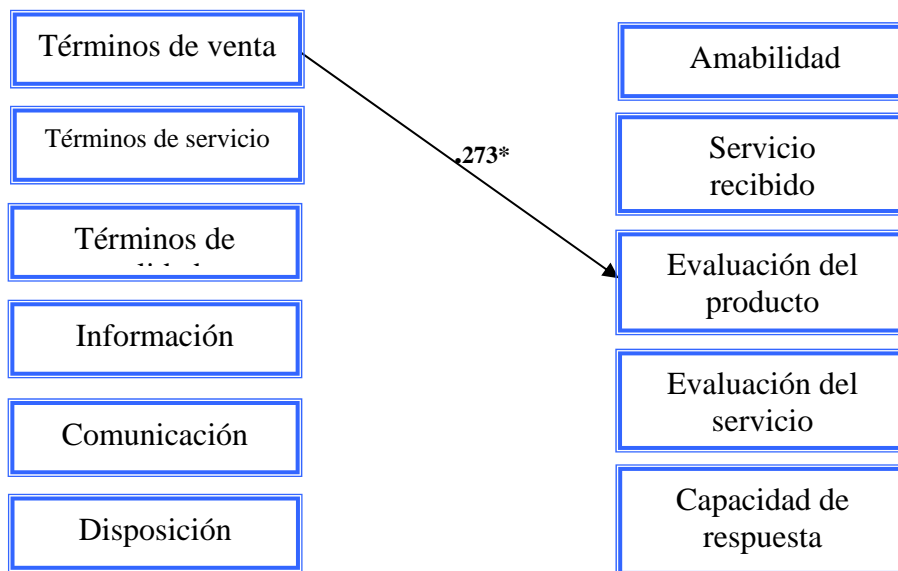 Términos de venta
Términos de servicio
Términos de
Información
Comunicación
Disposición
.273*
Amabilidad
Servicio
recibido
Evaluación del
producto
Evaluación del
servicio
Capacidad de
respuesta